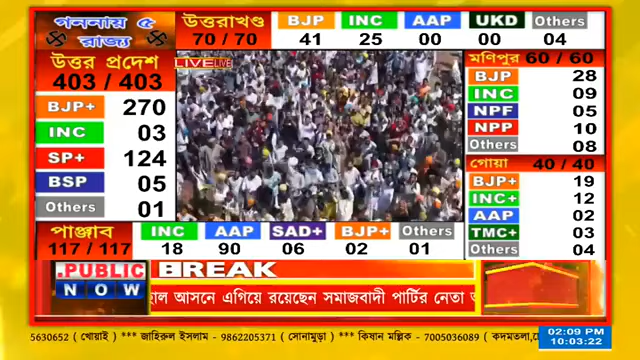 গননায় ৫
রাজ্য
উত্তরাখণ্ড
70 / 70
BJP INC AAP UKD Others
41 25 00 00 04
উত্তর প্রদেশ
403 / 403
BJP+ 270
INC 03
SP+ 124
BSP 05
Others 01
LIVE LIVE
মণিপুর 60 / 60
BJP 28
INC 09
NPF 05
NPP 10
Others 08
গোয়া 40 / 40
BJP+ 19
INC+ 12
AAP 02
TMC+ 03
Others 04
পাঞ্জাব
117 / 117
INC AAP SAD+ BJP+ Others
18 90 06 02 01
.PUBLIC
NOW
BREAK
আসনে এগিয়ে রয়েছেন সমাজবাদী পার্টির নেতা
5630652 ( খোয়াই ) *** জাহিরুল ইসলাম - 9862205371 ( সোনামুড়া ) *** কিষান মল্লিক - 7005036089 ( কদমতলা,
02:09 PM
10:03:22